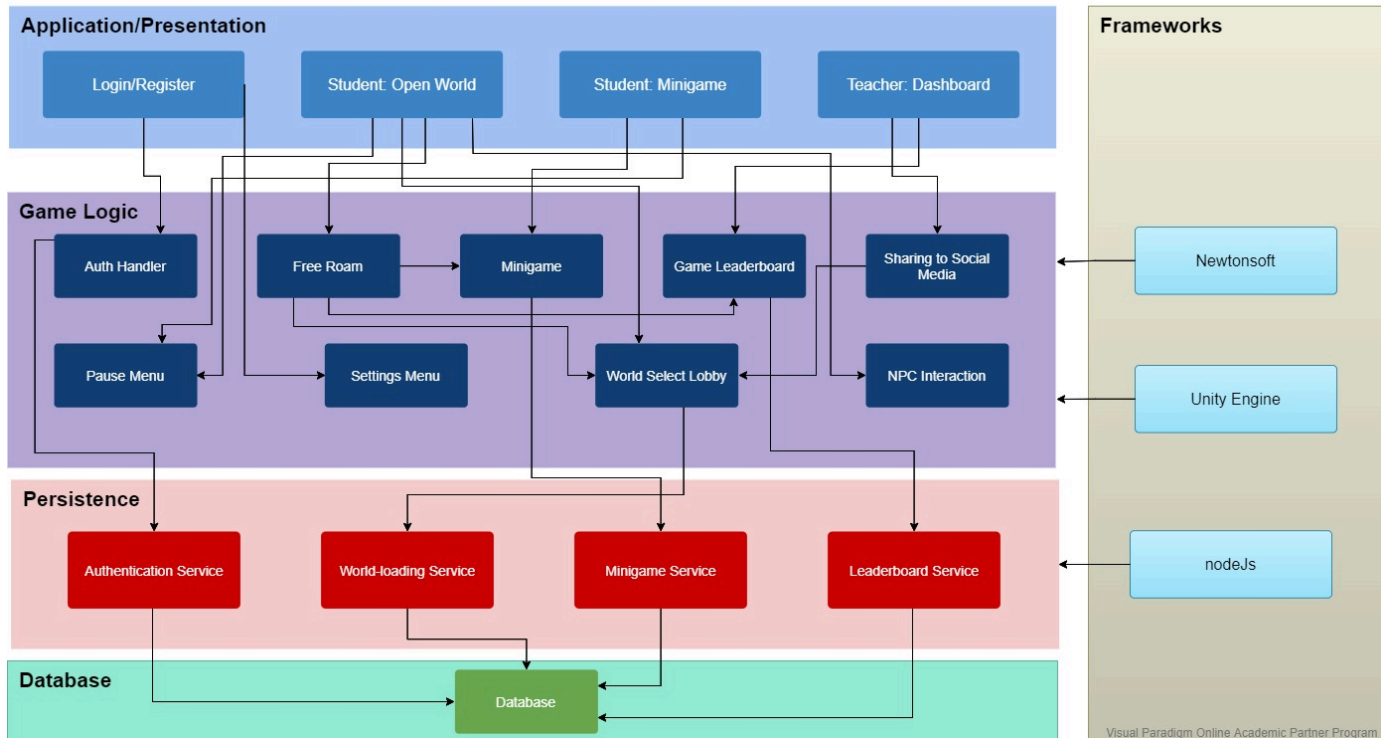 Application/Presentation
Frameworks
Login/Register
Student: Open World
Student: Minigame
Teacher: Dashboard
Game Logic
Auth Handler
Free Roam
Minigame
Game Leaderboard
Sharing to Social
Media
Newtonsoft
Pause Menu
Settings Menu
World Select Lobby
NPC Interaction
Unity Engine
Persistence
Authentication Service
World-loading Service
Minigame Service
Leaderboard Service
nodeJs
Database
Database
Visual Paradigm Online Academic Partner Program